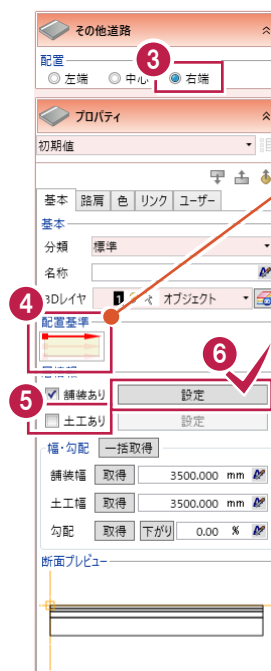 その他道路
配置
3
左端 中心 右端
プロパティ
初期値
基本 路肩 色 リンク ユーザー
基本
分類 標準
名称
3Dレイヤ 1 オブジェクト
4
配置基準
6
5
舗装あり 設定
土工あり 設定
幅・勾配 一括取得
舗装幅 取得 3500.000 mm
土工幅 取得 3500.000 mm
勾配 取得 下がり 0.00 %
断面プレビュー